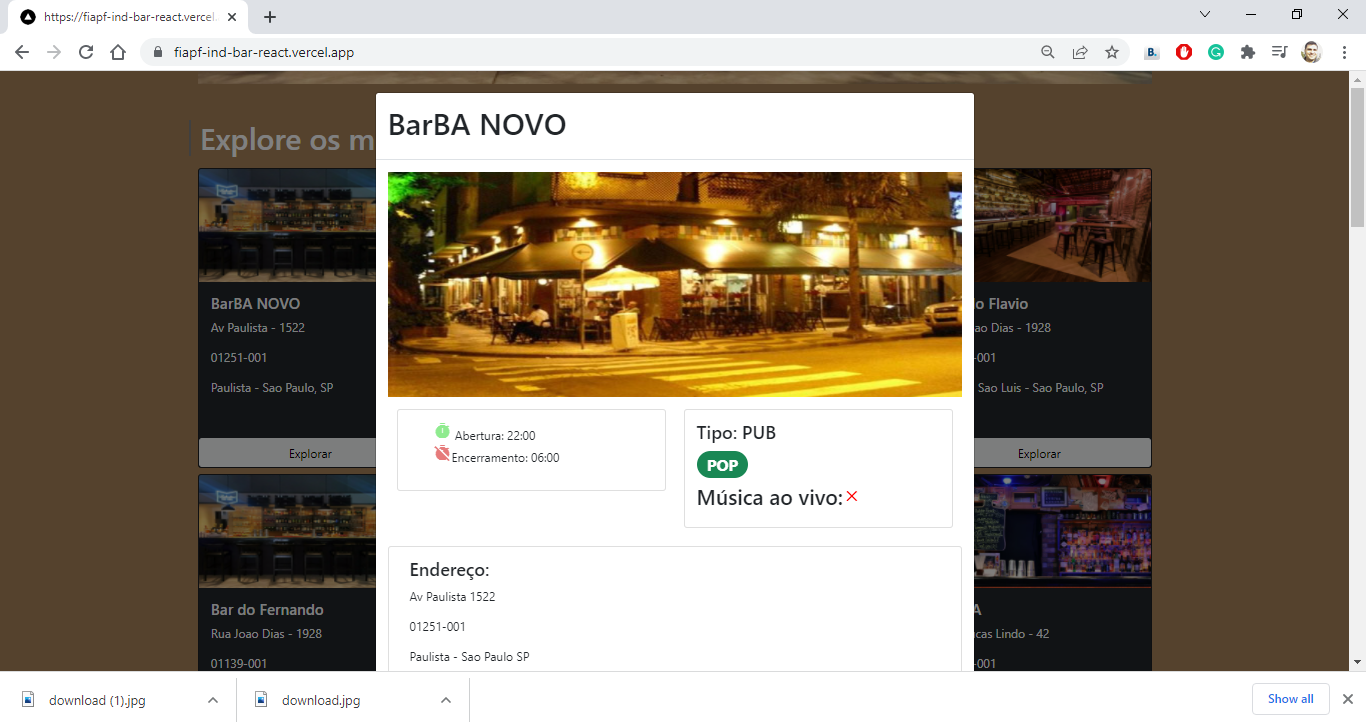 https://fiapf-ind-bar-react.vercel.
fiapf-ind-bar-react.vercel.app
B.
G
Explore os m
BarBA NOVO
BarBA NOVO
Av Paulista - 1522
01251-001
Paulista - Sao Paulo, SP
Explorar
Abertura: 22:00
Encerramento: 06:00
Tipo: PUB
POP
Música ao vivo:
Endereço:
Av Paulista 1522
01251-001
Paulista - Sao Paulo SP
lo Flavio
ao Dias - 1928
-001
Sao Luis - Sao Paulo, SP
Explorar
Bar do Fernando
Rua Joao Dias - 1928
01139-001
A
cas Lindo - 42
-001
download (1).jpg
download.jpg
Show all